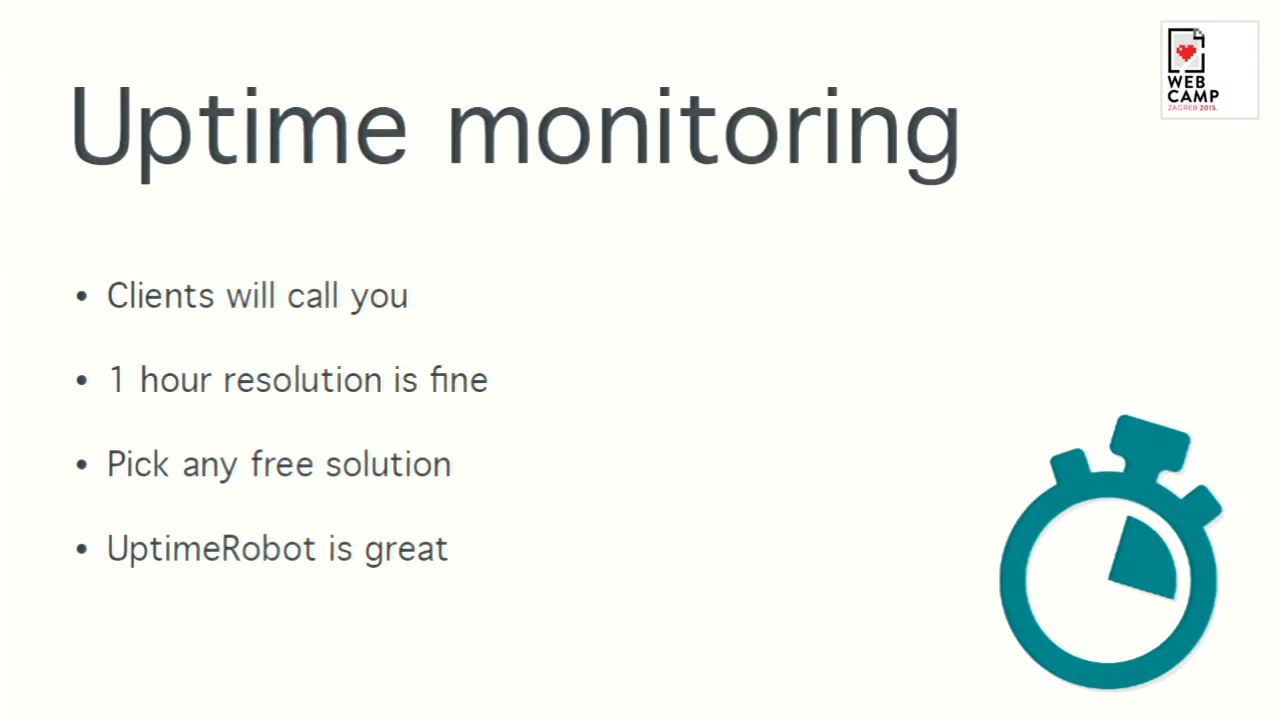 WEB
CAMP
ZAGREB 2015.
Uptime monitoring
• Clients will call you
• 1 hour resolution is fine
• Pick any free solution
• UptimeRobot is great